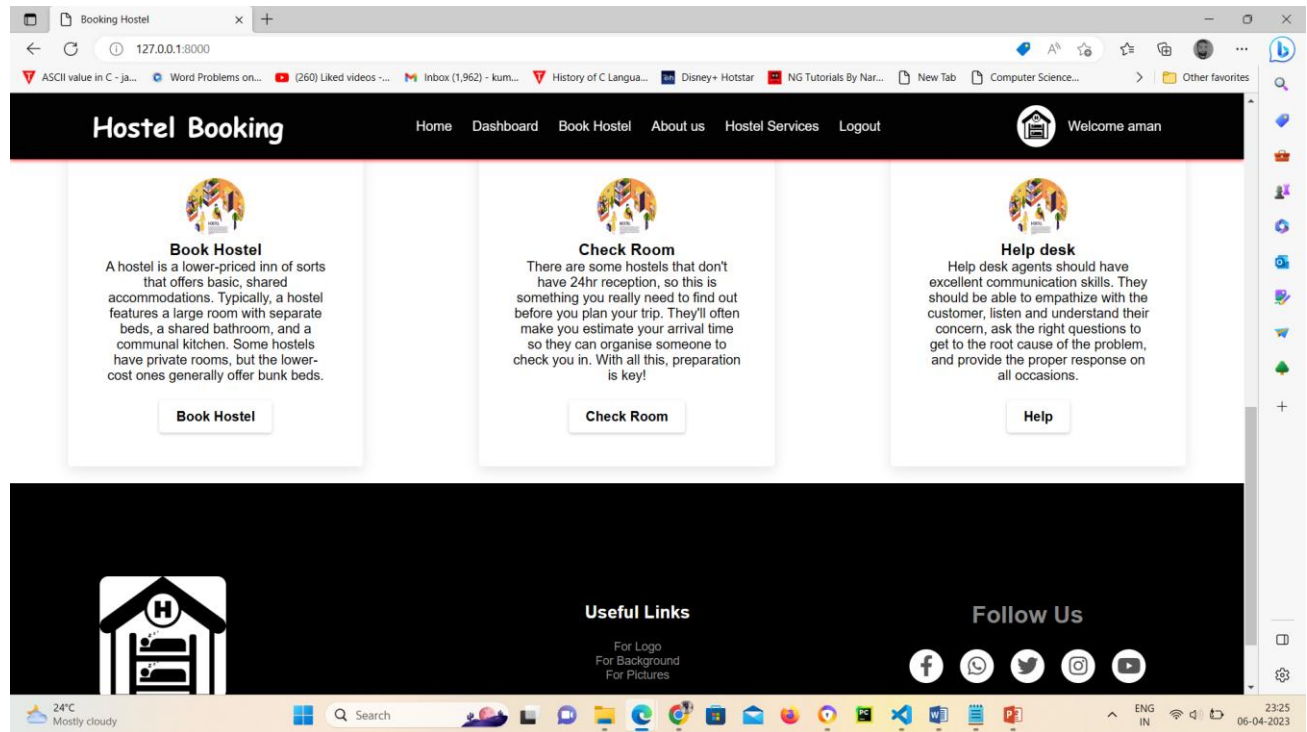 Booking Hostel
127.0.0.1:8000
ASCII value in C - ja...
Word Problems on...
(260) Liked videos -...
Inbox (1,962) - kum...
History of C Langua...
Disney+ Hotstar
NG Tutorials By Nar...
New Tab
Computer Science...
Other favorites
Hostel Booking
Home
Dashboard
Book Hostel
About us
Hostel Services
Logout
Welcome aman
Book Hostel
A hostel is a lower-priced inn of sorts
that offers basic, shared
accommodations. Typically, a hostel
features a large room with separate
beds, a shared bathroom, and a
communal kitchen. Some hostels
have private rooms, but the lower-
cost ones generally offer bunk beds.
Book Hostel
Check Room
There are some hostels that don't
have 24hr reception, so this is
something you really need to find out
before you plan your trip. They'll often
make you estimate your arrival time
so they can organise someone to
check you in. With all this, preparation
is key!
Check Room
Help desk
Help desk agents should have
excellent communication skills. They
should be able to empathize with the
customer, listen and understand their
concern, ask the right questions to
get to the root cause of the problem,
and provide the proper response on
all occasions.
Help
H
Useful Links
For Logo
For Background
For Pictures
Follow Us
24°C
Mostly cloudy
Search
ENG
IN
23:25
06-04-2023